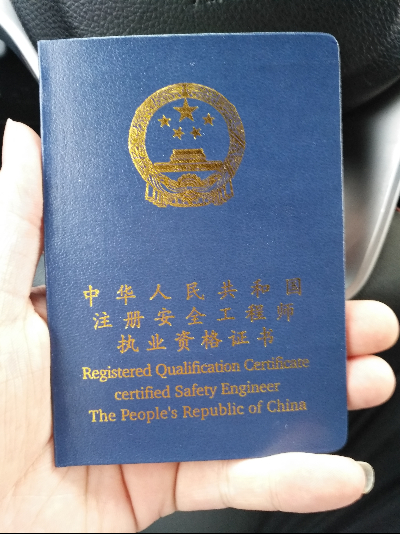 中华人民共和国
注册安全工程师
执业资格证书
Registered Qualification Certificate
certified Safety Engineer
The People's Republic of China